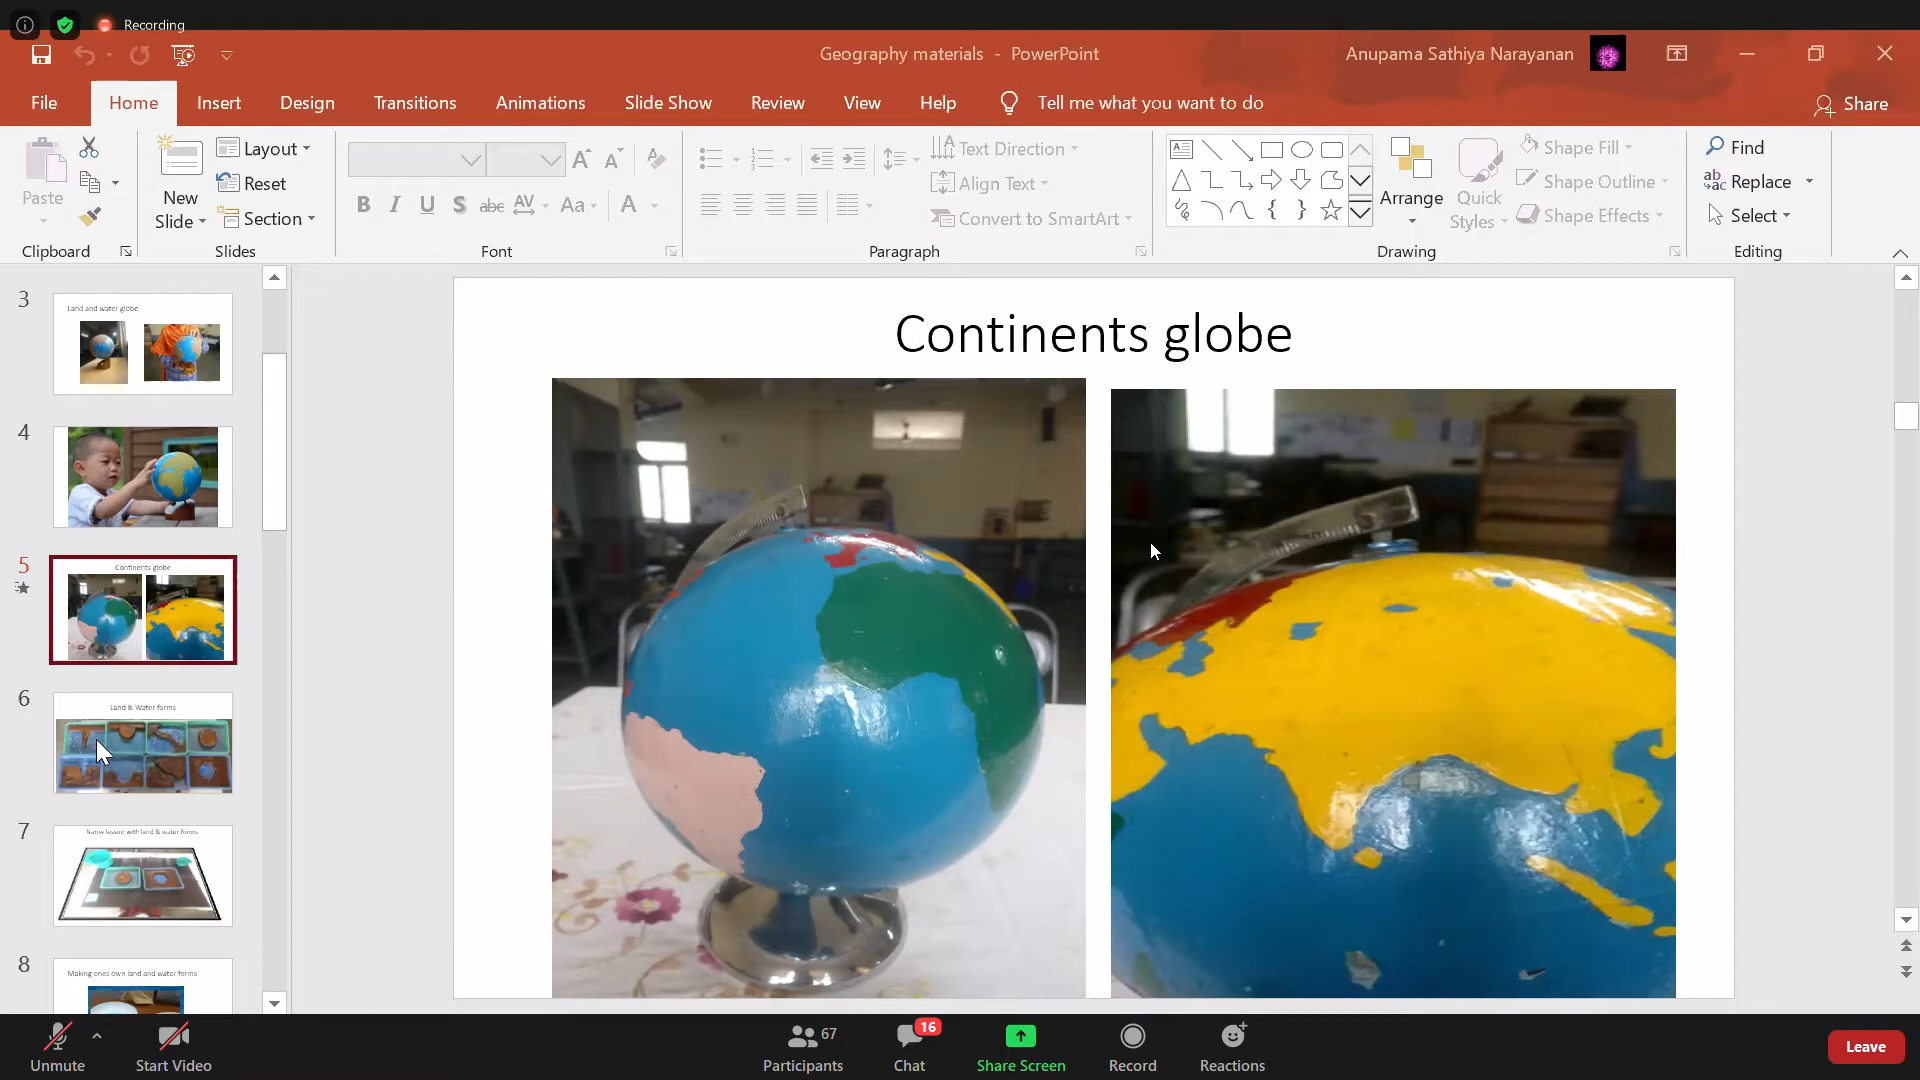 Recording
Geography materials - PowerPoint
Anupama Sathiya Narayanan
File Home Insert Design Transitions Animations Slide Show Review View Help Tell me what you want to do Share
Paste
Clipboard
New Slide
Layout
Reset
Section
Slides
B I U S abc AV Aa A
Font
Text Direction
Align Text
Convert to SmartArt
Paragraph
Arrange
Quick Styles
Shape Fill
Shape Outline
Shape Effects
Drawing
Find
Replace
Select
Editing
3
Land and water globe
4
5
Continents globe
6
Land & Water forms
7
Name lesson with land & water forms
8
Making ones own land and water forms
Continents globe
Unmute
Start Video
67
Participants
16
Chat
Share Screen
Record
Reactions
Leave